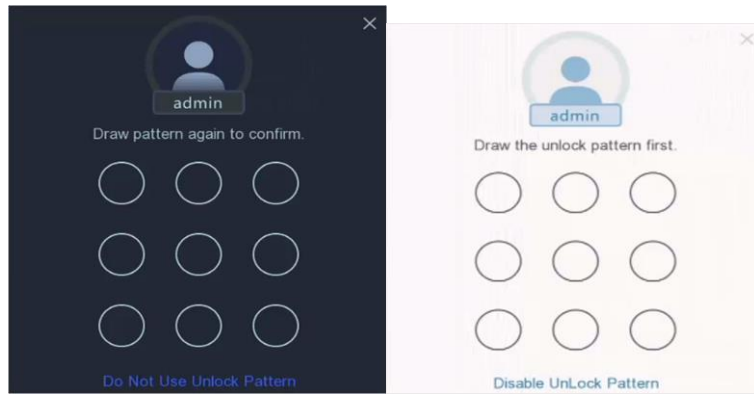 admin
Draw pattern again to confirm.
Do Not Use Unlock Pattern
admin
Draw the unlock pattern first.
Disable UnLock Pattern